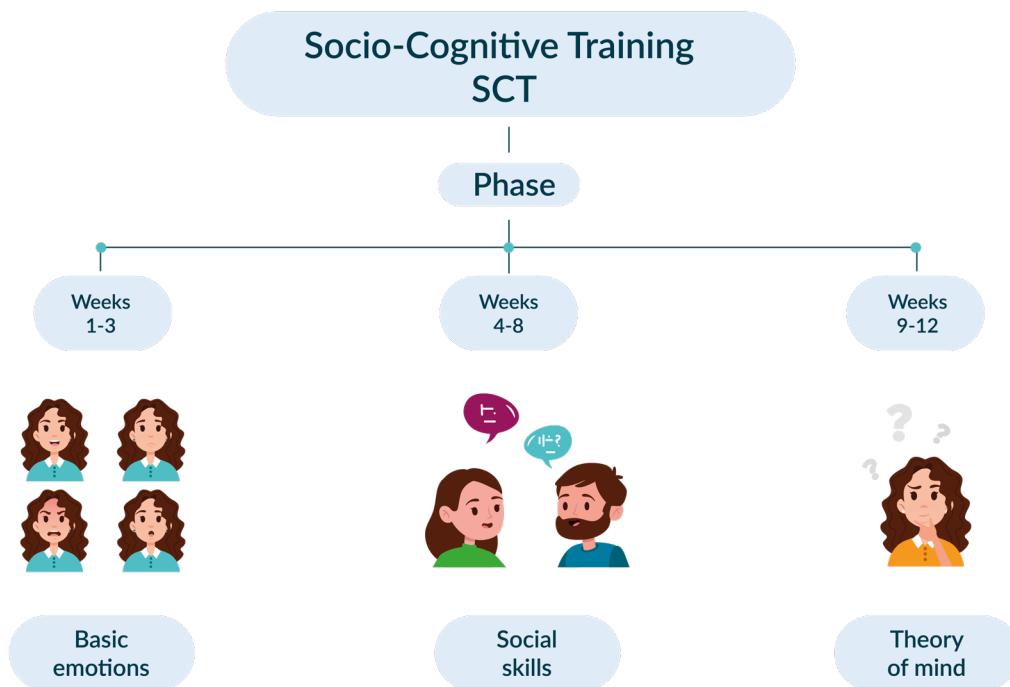 Socio-Cognitive Training
SCT
Phase
Weeks
1-3
Weeks
4-8
Weeks
9-12
Basic
emotions
Social
skills
Theory
of mind